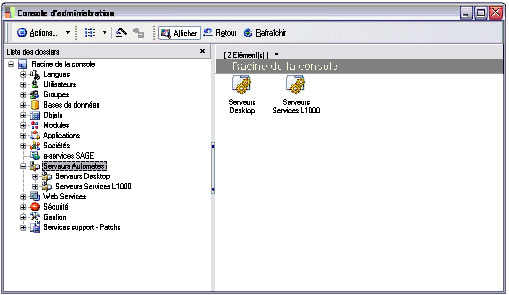 Console d'administration
Actions... Afficher Retour Rafraîchir
Liste des dossiers
[ 2 Elément(s) ]
Racine de la console
Racine de la console
Langues
Utilisateurs
Groupes
Bases de données
Objets
Modules
Applications
Sociétés
e-services SAGE
Serveurs Automates
Serveurs Desktop
Serveurs Services L1000
Web Services
Sécurité
Gestion
Services support - Patchs
Serveurs
Desktop
Serveurs
Services L1000